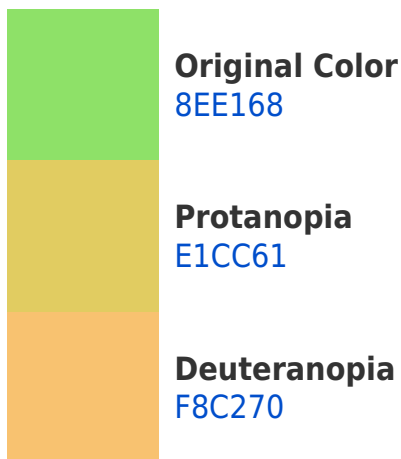 Original Color
8EE168
Protanopia
E1CC61
Deuteranopia
F8C270